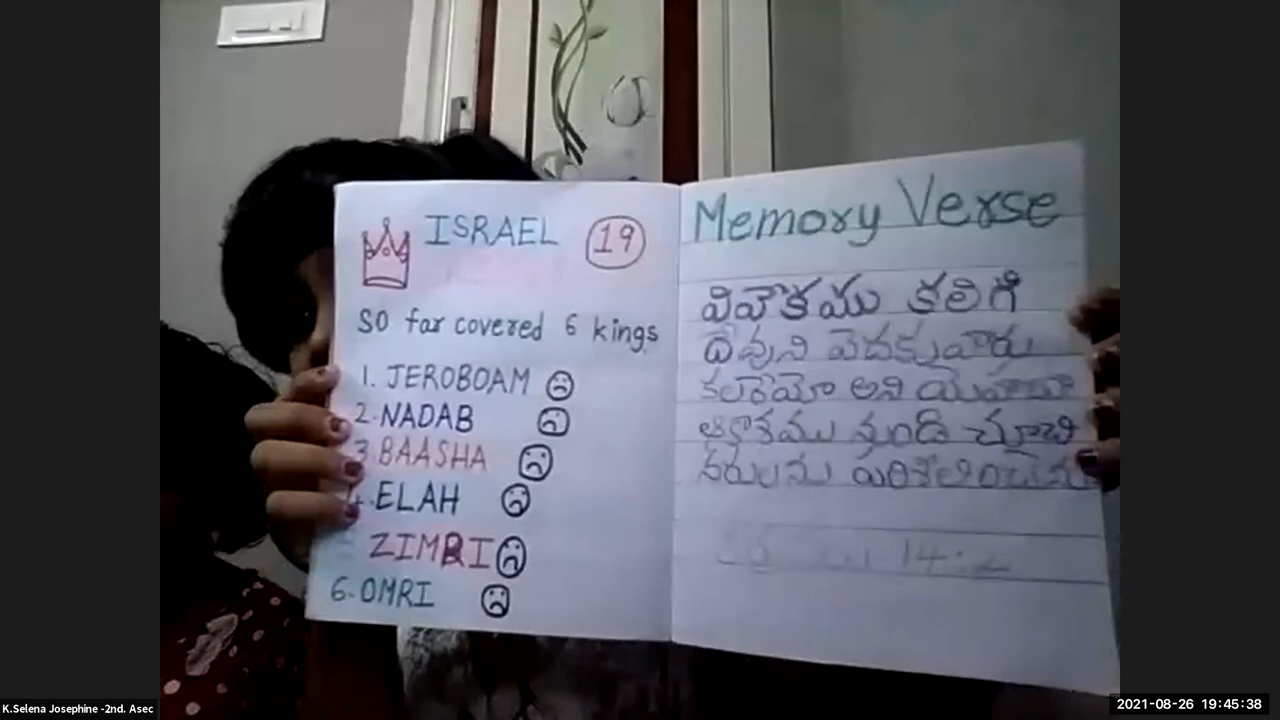 ISRAEL 19
SO far covered 6 kings
1. JEROBOAM
2. NADAB
3. BAASHA
4. ELAH
ZIMRI
6. OMRI
Memory Verse
వివేకము కలిగి
దేవుని వెదకువారు
కలరేమో అని యెహోవా
ఆకాశము నుండి చూచి
నరులను పరిశీలించెను
14:2
K.Selena Josephine -2nd. Asec
2021-08-26 19:45:38